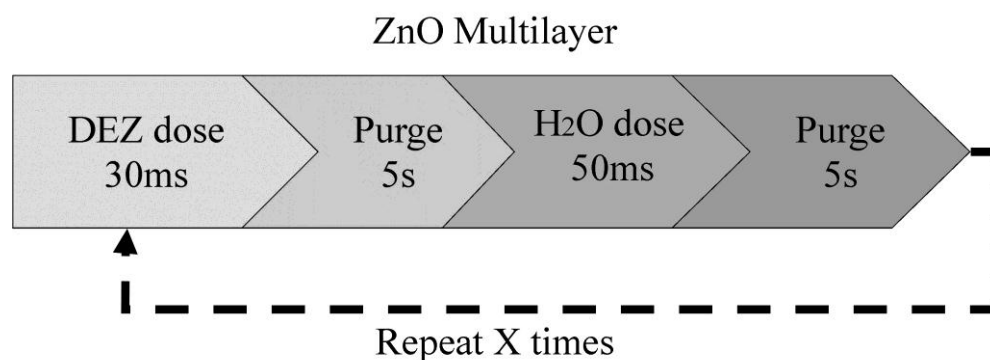 ZnO Multilayer
DEZ dose
30ms
Purge
5s
H2O dose
50ms
Purge
5s
Repeat X times